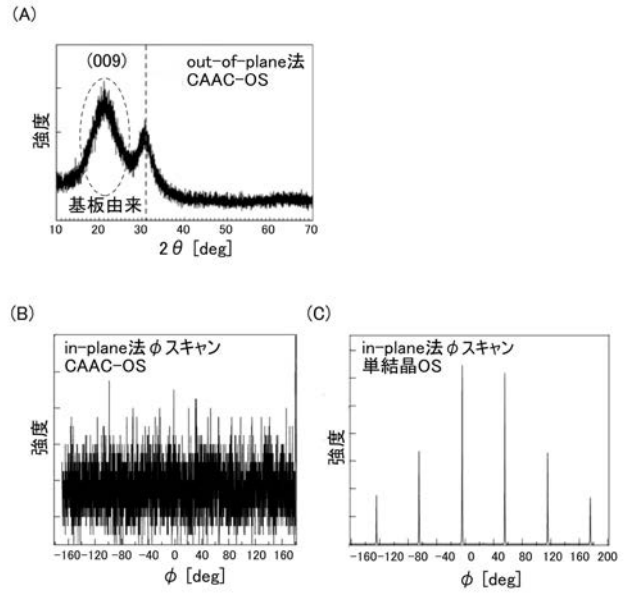 (A)
(009)
out-of-plane法
CAAC-OS
強度
基板由来
10 20 30 40 50 60 70
2θ [deg]
(B)
in-plane法φスキャン
CAAC-OS
強度
-160 -120 -80 -40 0 40 80 120 160
φ [deg]
(C)
in-plane法φスキャン
単結晶OS
強度
-160 -120 -80 -40 0 40 80 120 160 200
φ [deg]